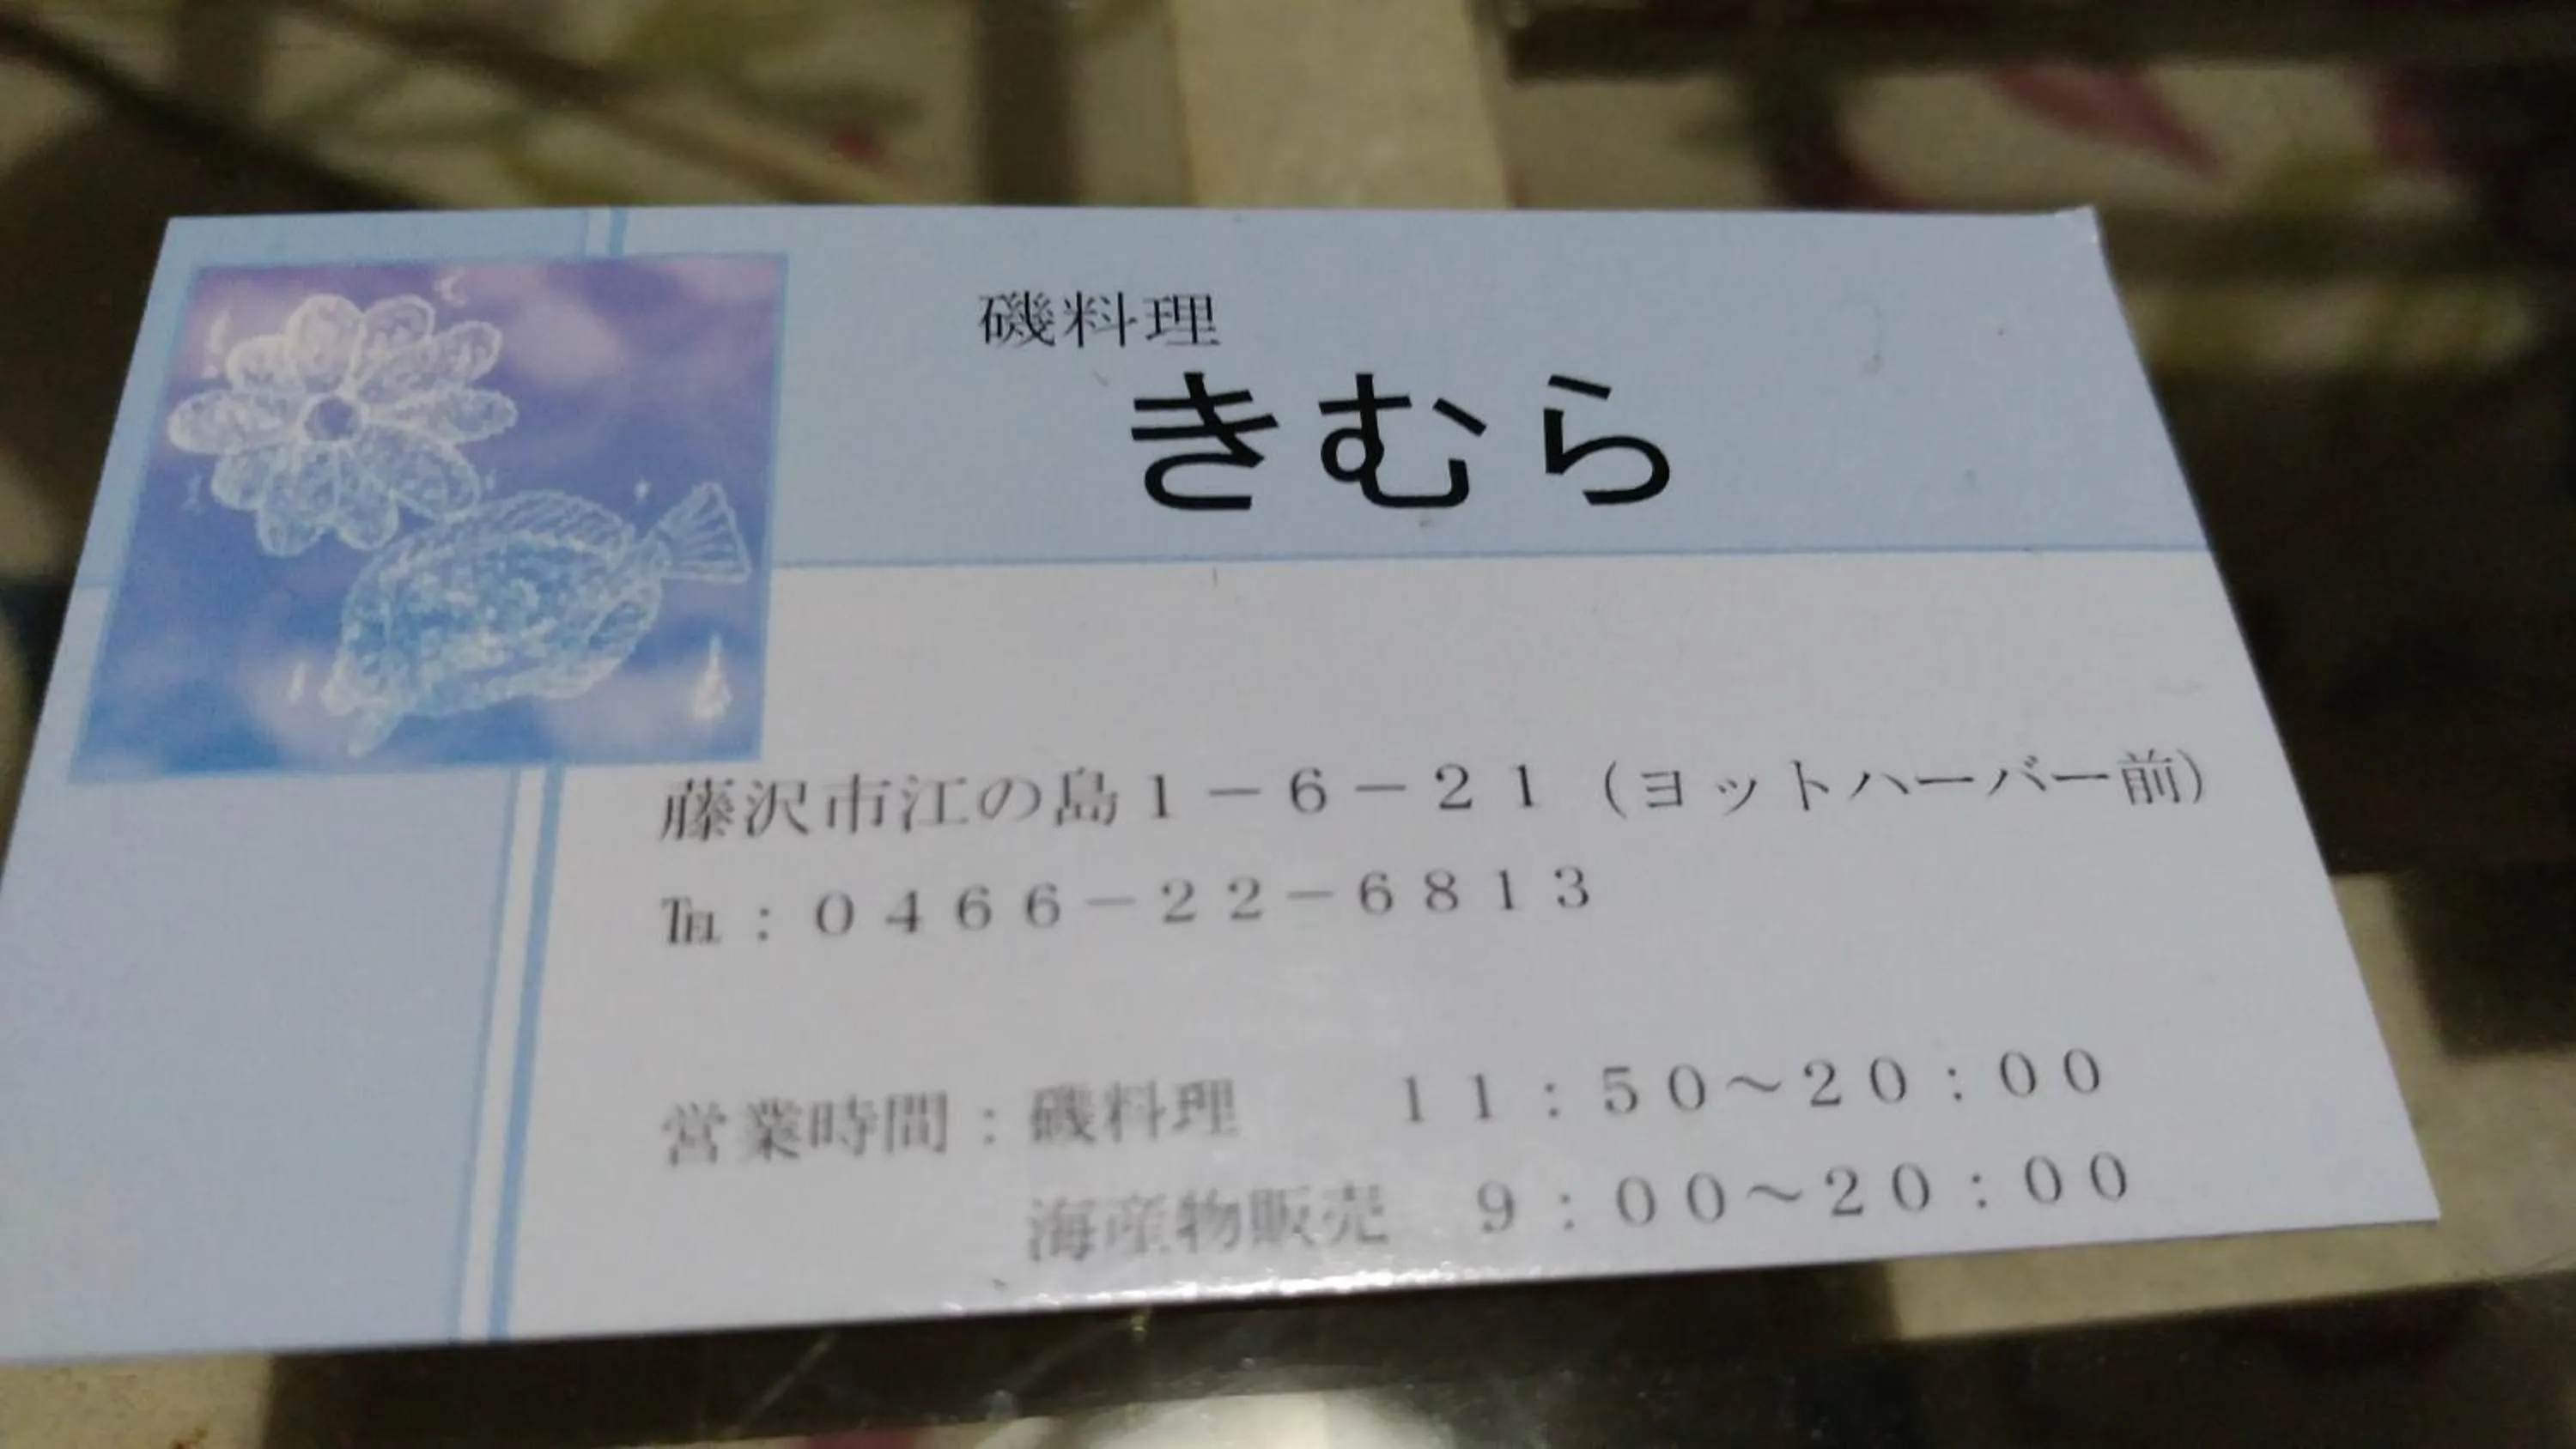 磯料理
きむら
藤沢市江の島1－6－21（ヨットハーバー前）
℡：0466－22－6813
営業時間：磯料理　11：50～20：00
海産物販売　9：00～20：00